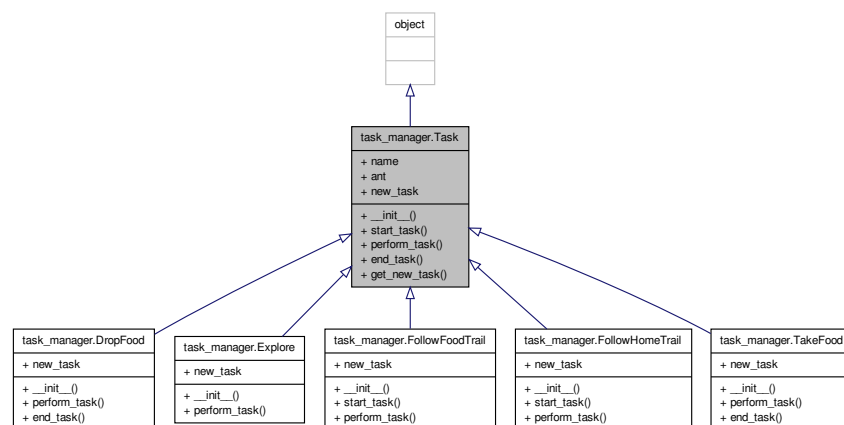 object
task_manager.Task
+ name
+ ant
+ new_task
+ __init__()
+ start_task()
+ perform_task()
+ end_task()
+ get_new_task()
task_manager.DropFood
+ new_task
+ __init__()
+ perform_task()
+ end_task()
task_manager.Explore
+ new_task
+ __init__()
+ perform_task()
task_manager.FollowFoodTrail
+ new_task
+ __init__()
+ start_task()
+ perform_task()
task_manager.FollowHomeTrail
+ new_task
+ __init__()
+ start_task()
+ perform_task()
task_manager.TakeFood
+ new_task
+ __init__()
+ perform_task()
+ end_task()